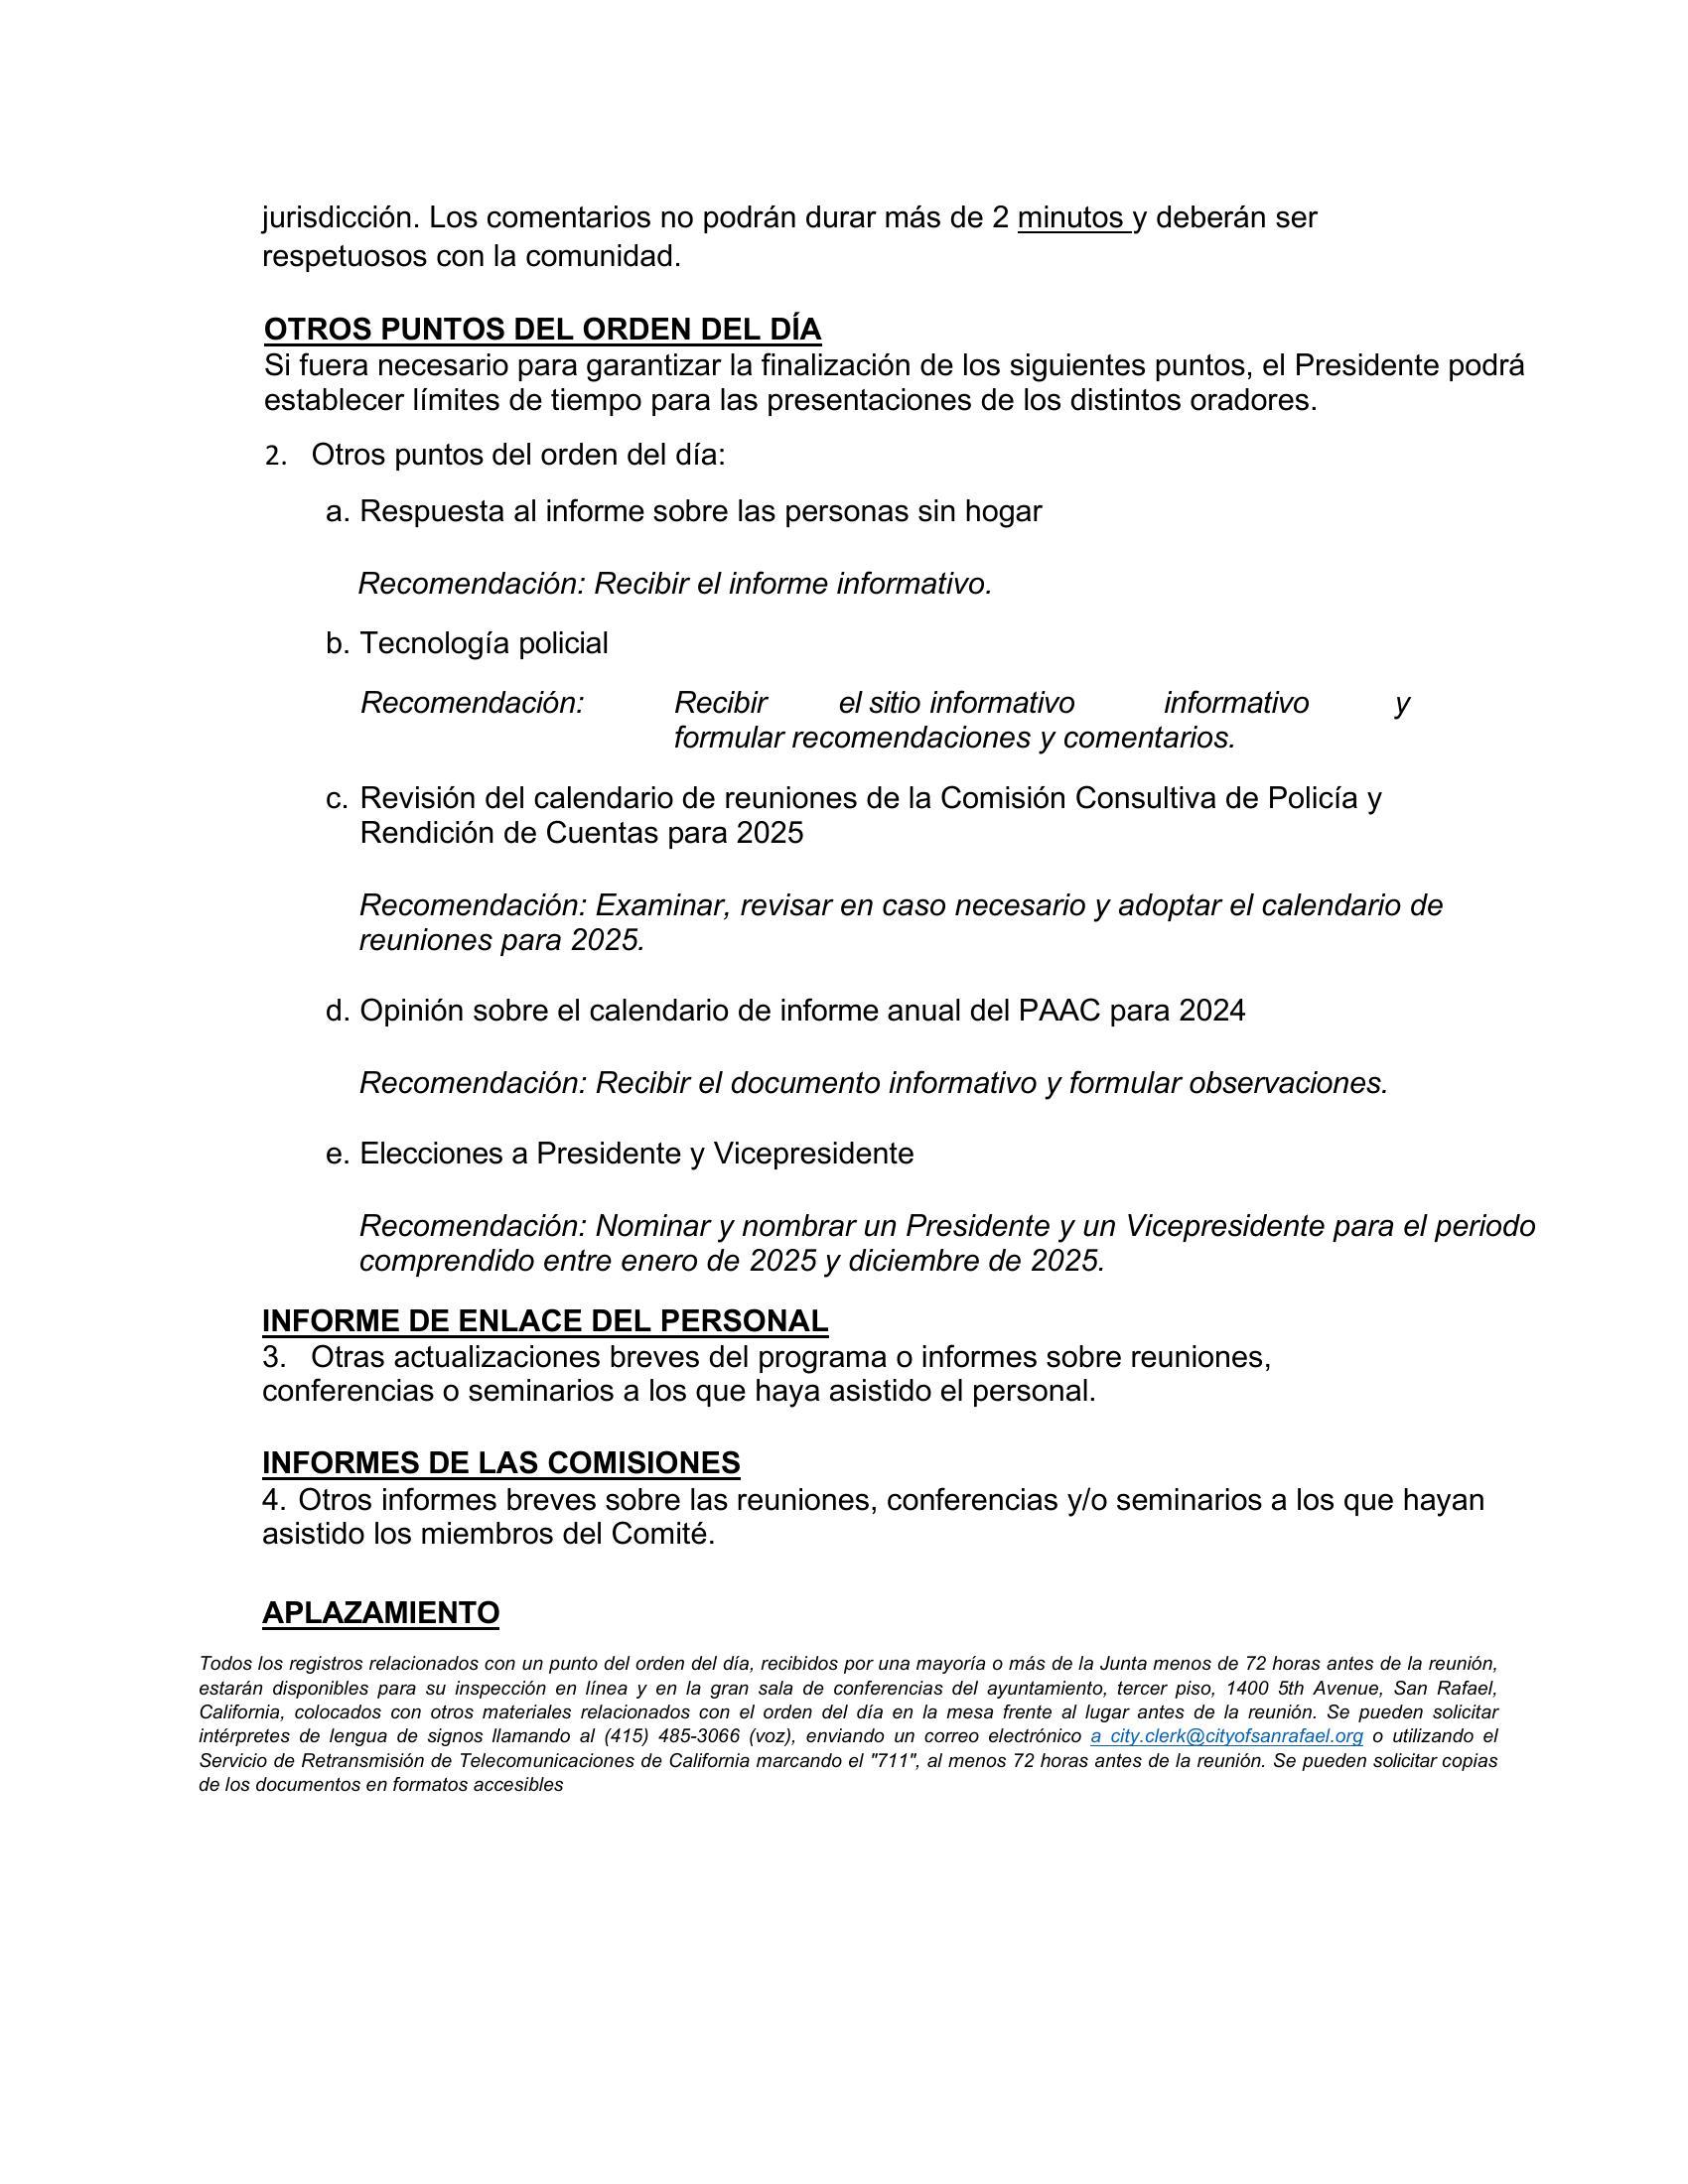 jurisdicción. Los comentarios no podrán durar más de 2 minutos y deberán ser
respetuosos con la comunidad.
OTROS PUNTOS DEL ORDEN DEL DÍA
Si fuera necesario para garantizar la finalización de los siguientes puntos, el Presidente podrá
establecer límites de tiempo para las presentaciones de los distintos oradores.
2. Otros puntos del orden del día:
a. Respuesta al informe sobre las personas sin hogar
Recomendación: Recibir el informe informativo.
b. Tecnología policial
Recomendación: Recibir el sitio informativo informativo y
formular recomendaciones y comentarios.
c. Revisión del calendario de reuniones de la Comisión Consultiva de Policía y
Rendición de Cuentas para 2025
Recomendación: Examinar, revisar en caso necesario y adoptar el calendario de
reuniones para 2025.
d. Opinión sobre el calendario de informe anual del PAAC para 2024
Recomendación: Recibir el documento informativo y formular observaciones.
e. Elecciones a Presidente y Vicepresidente
Recomendación: Nominar y nombrar un Presidente y un Vicepresidente para el periodo
comprendido entre enero de 2025 y diciembre de 2025.
INFORME DE ENLACE DEL PERSONAL
3. Otras actualizaciones breves del programa o informes sobre reuniones,
conferencias o seminarios a los que haya asistido el personal.
INFORMES DE LAS COMISIONES
4. Otros informes breves sobre las reuniones, conferencias y/o seminarios a los que hayan
asistido los miembros del Comité.
APLAZAMIENTO
Todos los registros relacionados con un punto del orden del día, recibidos por una mayoría o más de la Junta menos de 72 horas antes de la reunión,
estarán disponibles para su inspección en línea y en la gran sala de conferencias del ayuntamiento, tercer piso, 1400 5th Avenue, San Rafael,
California, colocados con otros materiales relacionados con el orden del día en la mesa frente al lugar antes de la reunión. Se pueden solicitar
intérpretes de lengua de signos llamando al (415) 485-3066 (voz), enviando un correo electrónico a city.clerk@cityofsanrafael.org o utilizando el
Servicio de Retransmisión de Telecomunicaciones de California marcando el "711", al menos 72 horas antes de la reunión. Se pueden solicitar copias
de los documentos en formatos accesibles